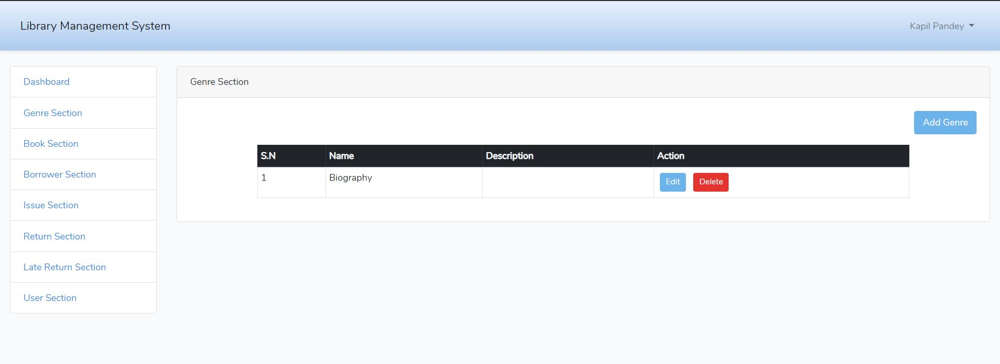 Library Management System
Kapil Pandey
Dashboard
Genre Section
Book Section
Borrower Section
Issue Section
Return Section
Late Return Section
User Section
Genre Section
Add Genre
S.N Name Description Action
1 Biography Edit Delete